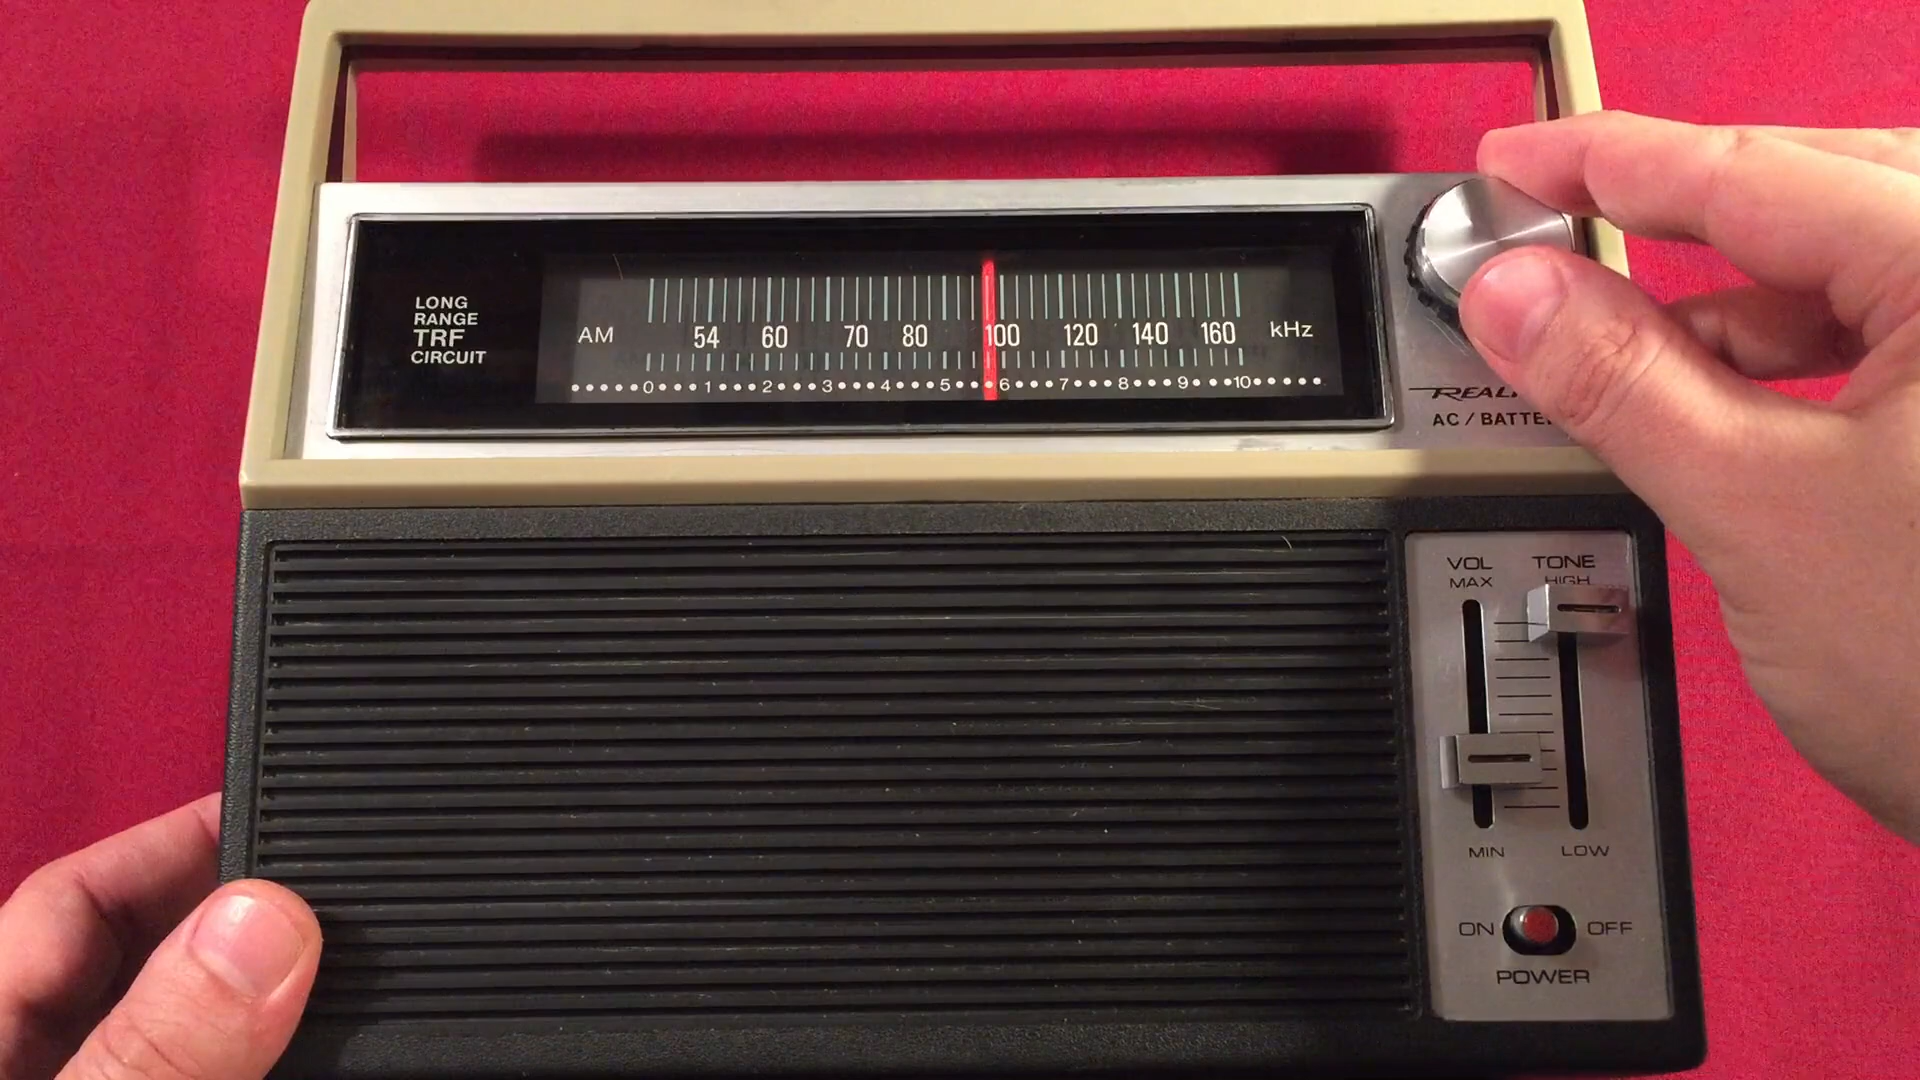 LONG
RANGE
TRF
CIRCUIT
AM 54 60 70 80 100 120 140 160 kHz
0 1 2 3 4 5 6 7 8 9 10
AC /
VOL TONE
MAX HIGH
MIN LOW
ON OFF
POWER